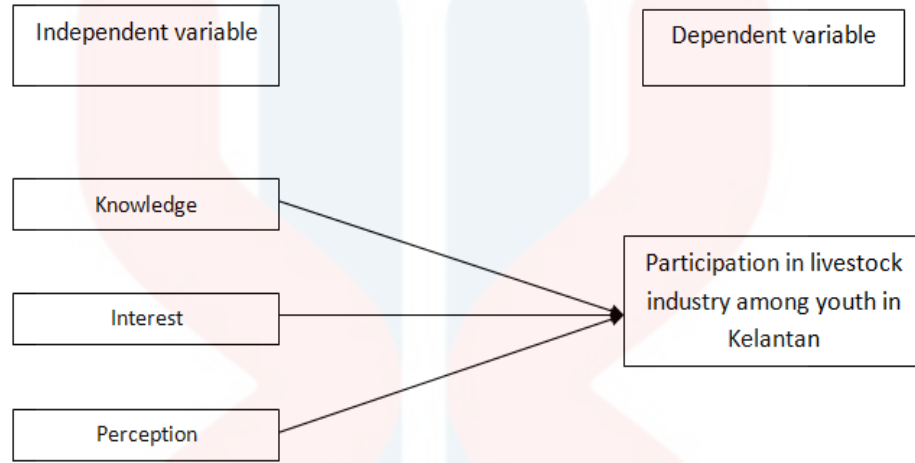 Independent variable
Dependent variable
Knowledge
Interest
Perception
Participation in livestock
industry among youth in
Kelantan